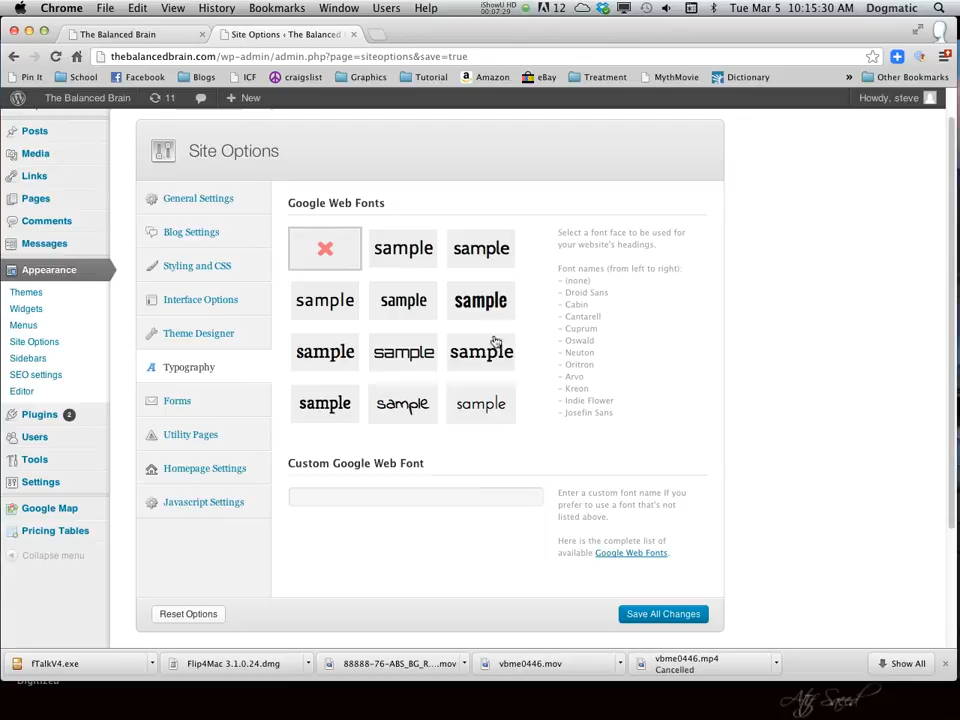 Chrome File Edit View History Bookmarks Window Users Help iShowU HD 00:07:29 12 Tue Mar 5 10:15:30 AM Dogmatic
The Balanced Brain × Site Options ‹ The Balanced ×
thebalancedbrain.com/wp-admin/admin.php?page=siteoptions&save=true
Pin It School Facebook Blogs ICF craigslist Graphics Tutorial Amazon eBay Treatment MythMovie Dictionary » Other Bookmarks
The Balanced Brain 11 + New Howdy, steve
Posts
Media
Links
Pages
Comments
Messages
Appearance
Themes
Widgets
Menus
Site Options
Sidebars
SEO settings
Editor
Plugins 2
Users
Tools
Settings
Google Map
Pricing Tables
Collapse menu
Site Options
General Settings
Blog Settings
Styling and CSS
Interface Options
Theme Designer
Typography
Forms
Utility Pages
Homepage Settings
Javascript Settings
Google Web Fonts
sample sample
sample sample sample
sample sample sample
sample sample sample
Select a font face to be used for
your website's headings.
Font names (from left to right):
- (none)
- Droid Sans
- Cabin
- Cantarell
- Cuprum
- Oswald
- Neuton
- Oritron
- Arvo
- Kreon
- Indie Flower
- Josefin Sans
Custom Google Web Font
Enter a custom font name If you
prefer to use a font that's not
listed above.
Here is the complete list of
available Google Web Fonts.
Reset Options Save All Changes
fTalkV4.exe Flip4Mac 3.1.0.24.dmg 88888-76-ABS_BG_R....mov vbme0446.mov vbme0446.mp4 Show All ×
Cancelled
Digitized
Atif Saeed